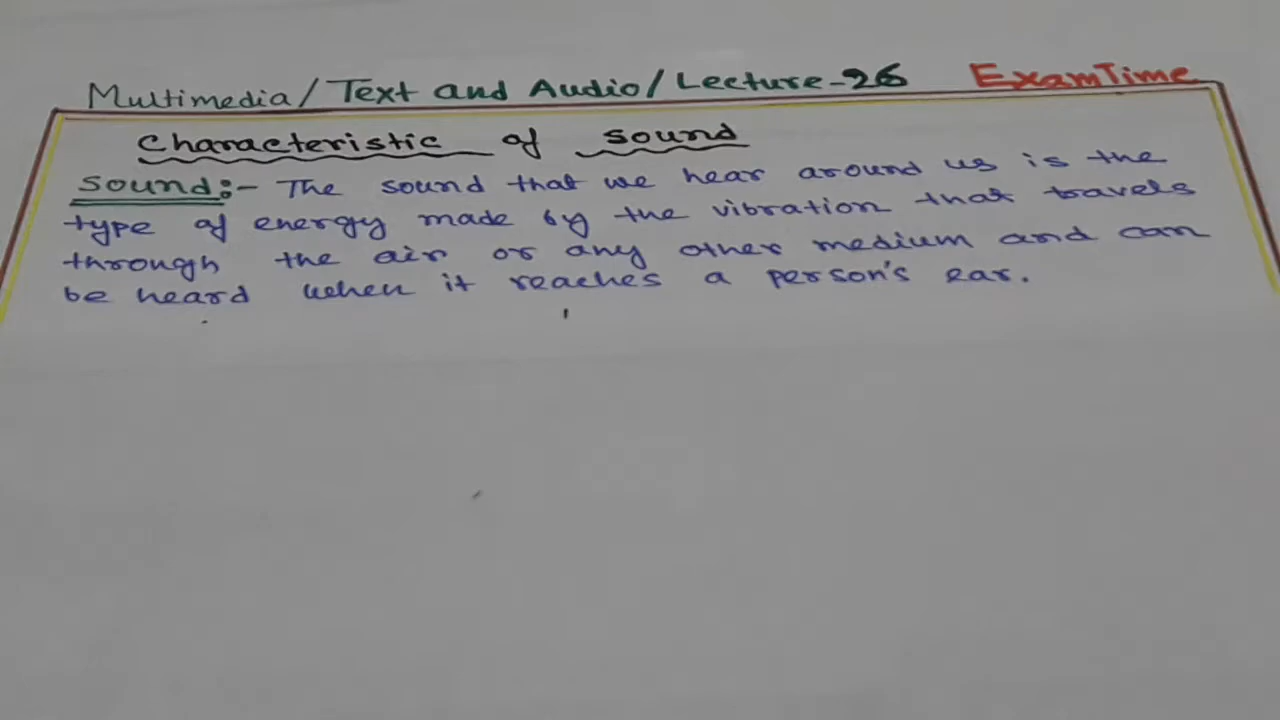 Multimedia/Text and Audio/Lecture-26 ExamTime
Characteristic of sound
Sound:- The sound that we hear around us is the
type of energy made by the vibration that travels
through the air or any other medium and can
be heard when it reaches a person's ear.